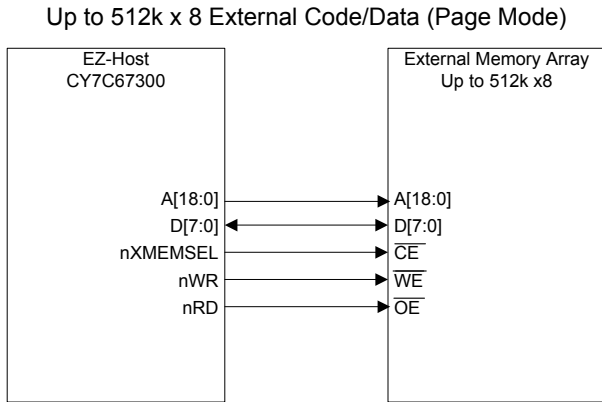 Up to 512k x 8 External Code/Data (Page Mode)
EZ-Host
CY7C67300
External Memory Array
Up to 512k x8
A[18:0]
A[18:0]
D[7:0]
D[7:0]
nXMEMSEL
CE
nWR
WE
nRD
OE